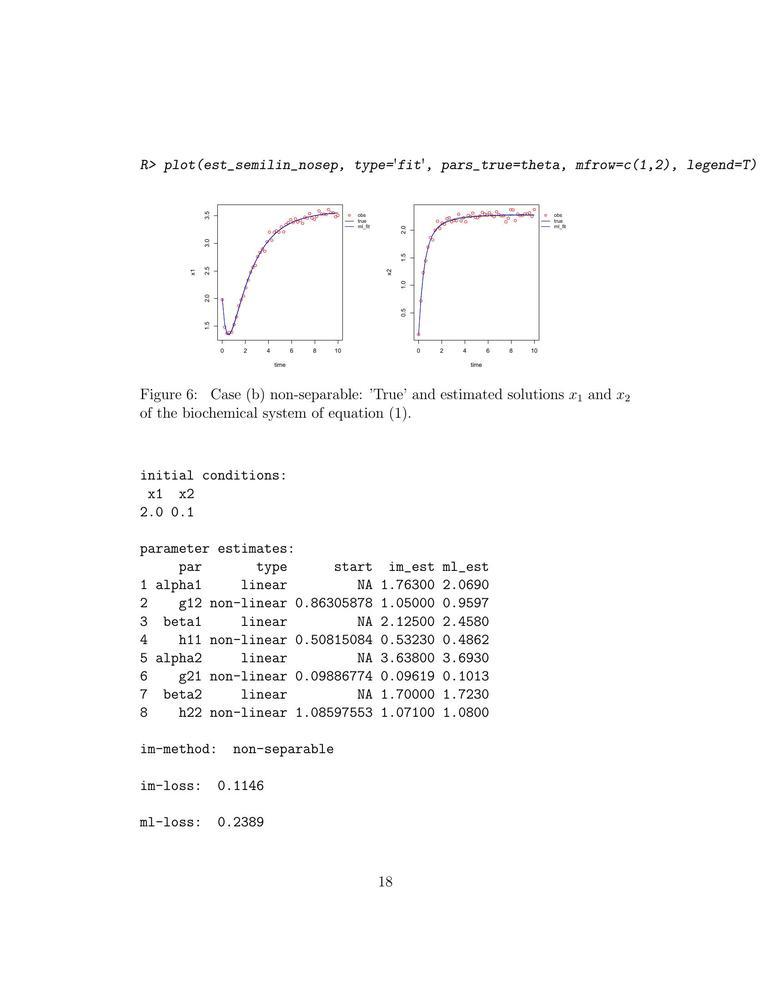 R> plot(est_semilin_nosep, type='fit', pars_true=theta, mfrow=c(1,2), legend=T)
3.5
3.0
2.5
2.0
1.5
x1
0 2 4 6 8 10
time
obs
true
ml_fit
2.0
1.5
1.0
0.5
x2
0 2 4 6 8 10
time
obs
true
ml_fit
Figure 6: Case (b) non-separable: 'True' and estimated solutions x1 and x2
of the biochemical system of equation (1).
initial conditions:
x1 x2
2.0 0.1
parameter estimates:
par type start im_est ml_est
1 alpha1 linear NA 1.76300 2.0690
2 g12 non-linear 0.86305878 1.05000 0.9597
3 beta1 linear NA 2.12500 2.4580
4 h11 non-linear 0.50815084 0.53230 0.4862
5 alpha2 linear NA 3.63800 3.6930
6 g21 non-linear 0.09886774 0.09619 0.1013
7 beta2 linear NA 1.70000 1.7230
8 h22 non-linear 1.08597553 1.07100 1.0800
im-method: non-separable
im-loss: 0.1146
ml-loss: 0.2389
18